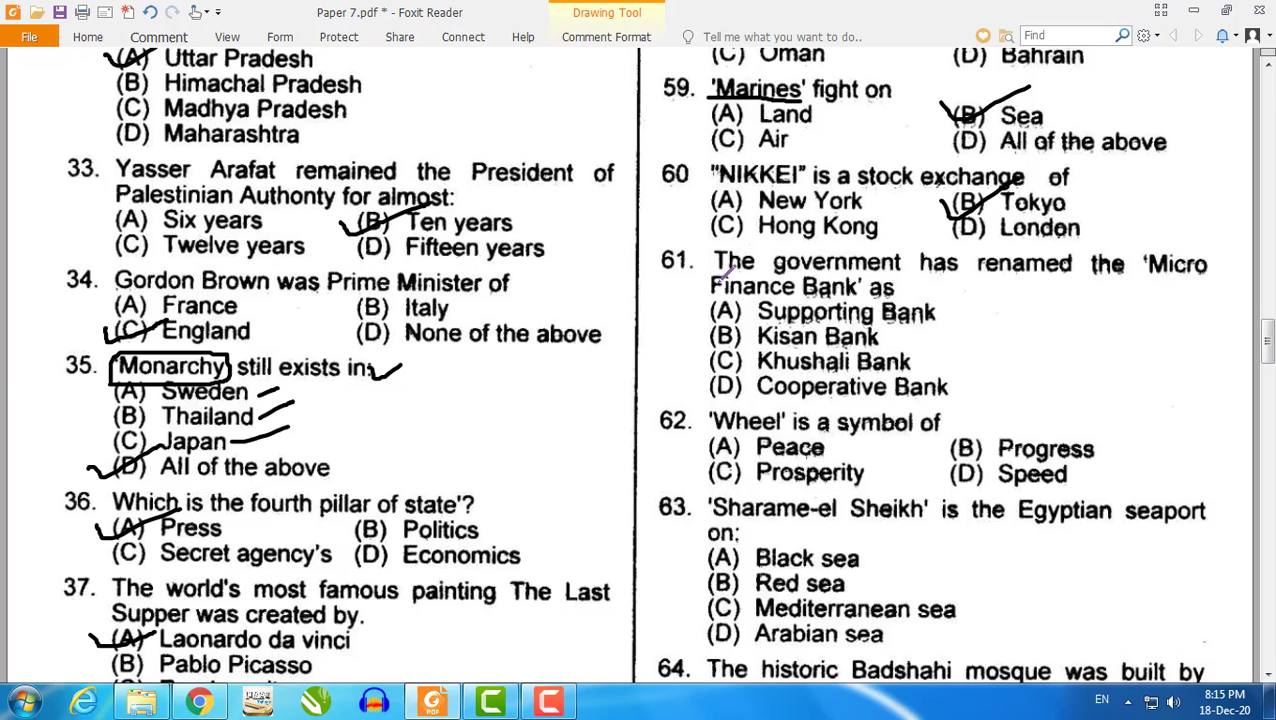 Paper 7.pdf * - Foxit Reader
Drawing Tool
File
Home
Comment
View
Form
Protect
Share
Connect
Help
Comment Format
Tell me what you want to do...
Find
(A) Uttar Pradesh
(B) Himachal Pradesh
(C) Madhya Pradesh
(D) Maharashtra
33. Yasser Arafat remained the President of
Palestinian Authonty for almost:
(A) Six years (B) Ten years
(C) Twelve years (D) Fifteen years
34. Gordon Brown was Prime Minister of
(A) France (B) Italy
(C) England (D) None of the above
35. 'Monarchy' still exists in:
(A) Sweden
(B) Thailand
(C) Japan
(D) All of the above
36. Which is the fourth pillar of state'?
(A) Press (B) Politics
(C) Secret agency's (D) Economics
37. The world's most famous painting The Last
Supper was created by.
(A) Laonardo da vinci
(B) Pablo Picasso
(C) Oman (D) Bahrain
59. 'Marines' fight on
(A) Land (B) Sea
(C) Air (D) All of the above
60 "NIKKEI" is a stock exchange of
(A) New York (B) Tokyo
(C) Hong Kong (D) London
61. The government has renamed the 'Micro
Finance Bank' as
(A) Supporting Bank
(B) Kisan Bank
(C) Khushali Bank
(D) Cooperative Bank
62. 'Wheel' is a symbol of
(A) Peace (B) Progress
(C) Prosperity (D) Speed
63. 'Sharame-el Sheikh' is the Egyptian seaport
on:
(A) Black sea
(B) Red sea
(C) Mediterranean sea
(D) Arabian sea
64. The historic Badshahi mosque was built by
EN
8:15 PM
18-Dec-20